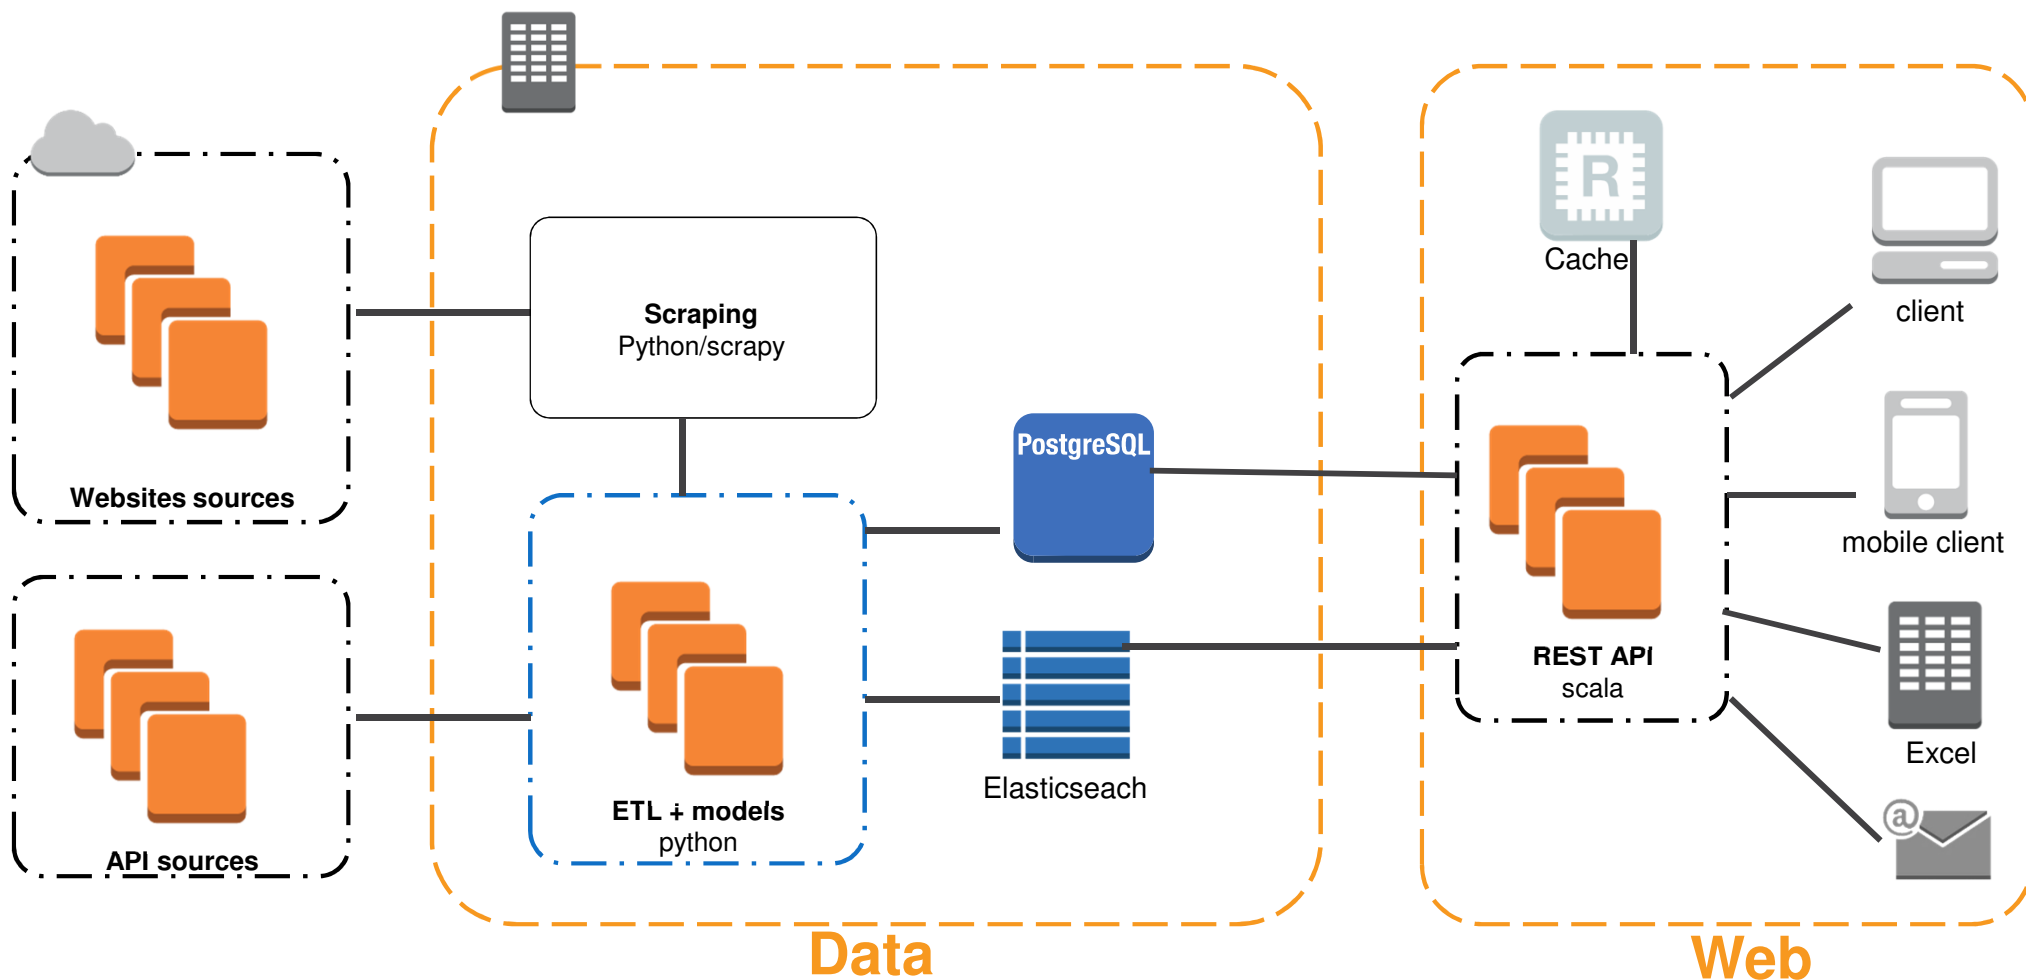 R
Cache
client
Scraping
Python/scrapy
PostgreSQL
Websites sources
mobile client
REST API
scala
Excel
Elasticseach
ETL + models
python
API sources
@
Data
Web